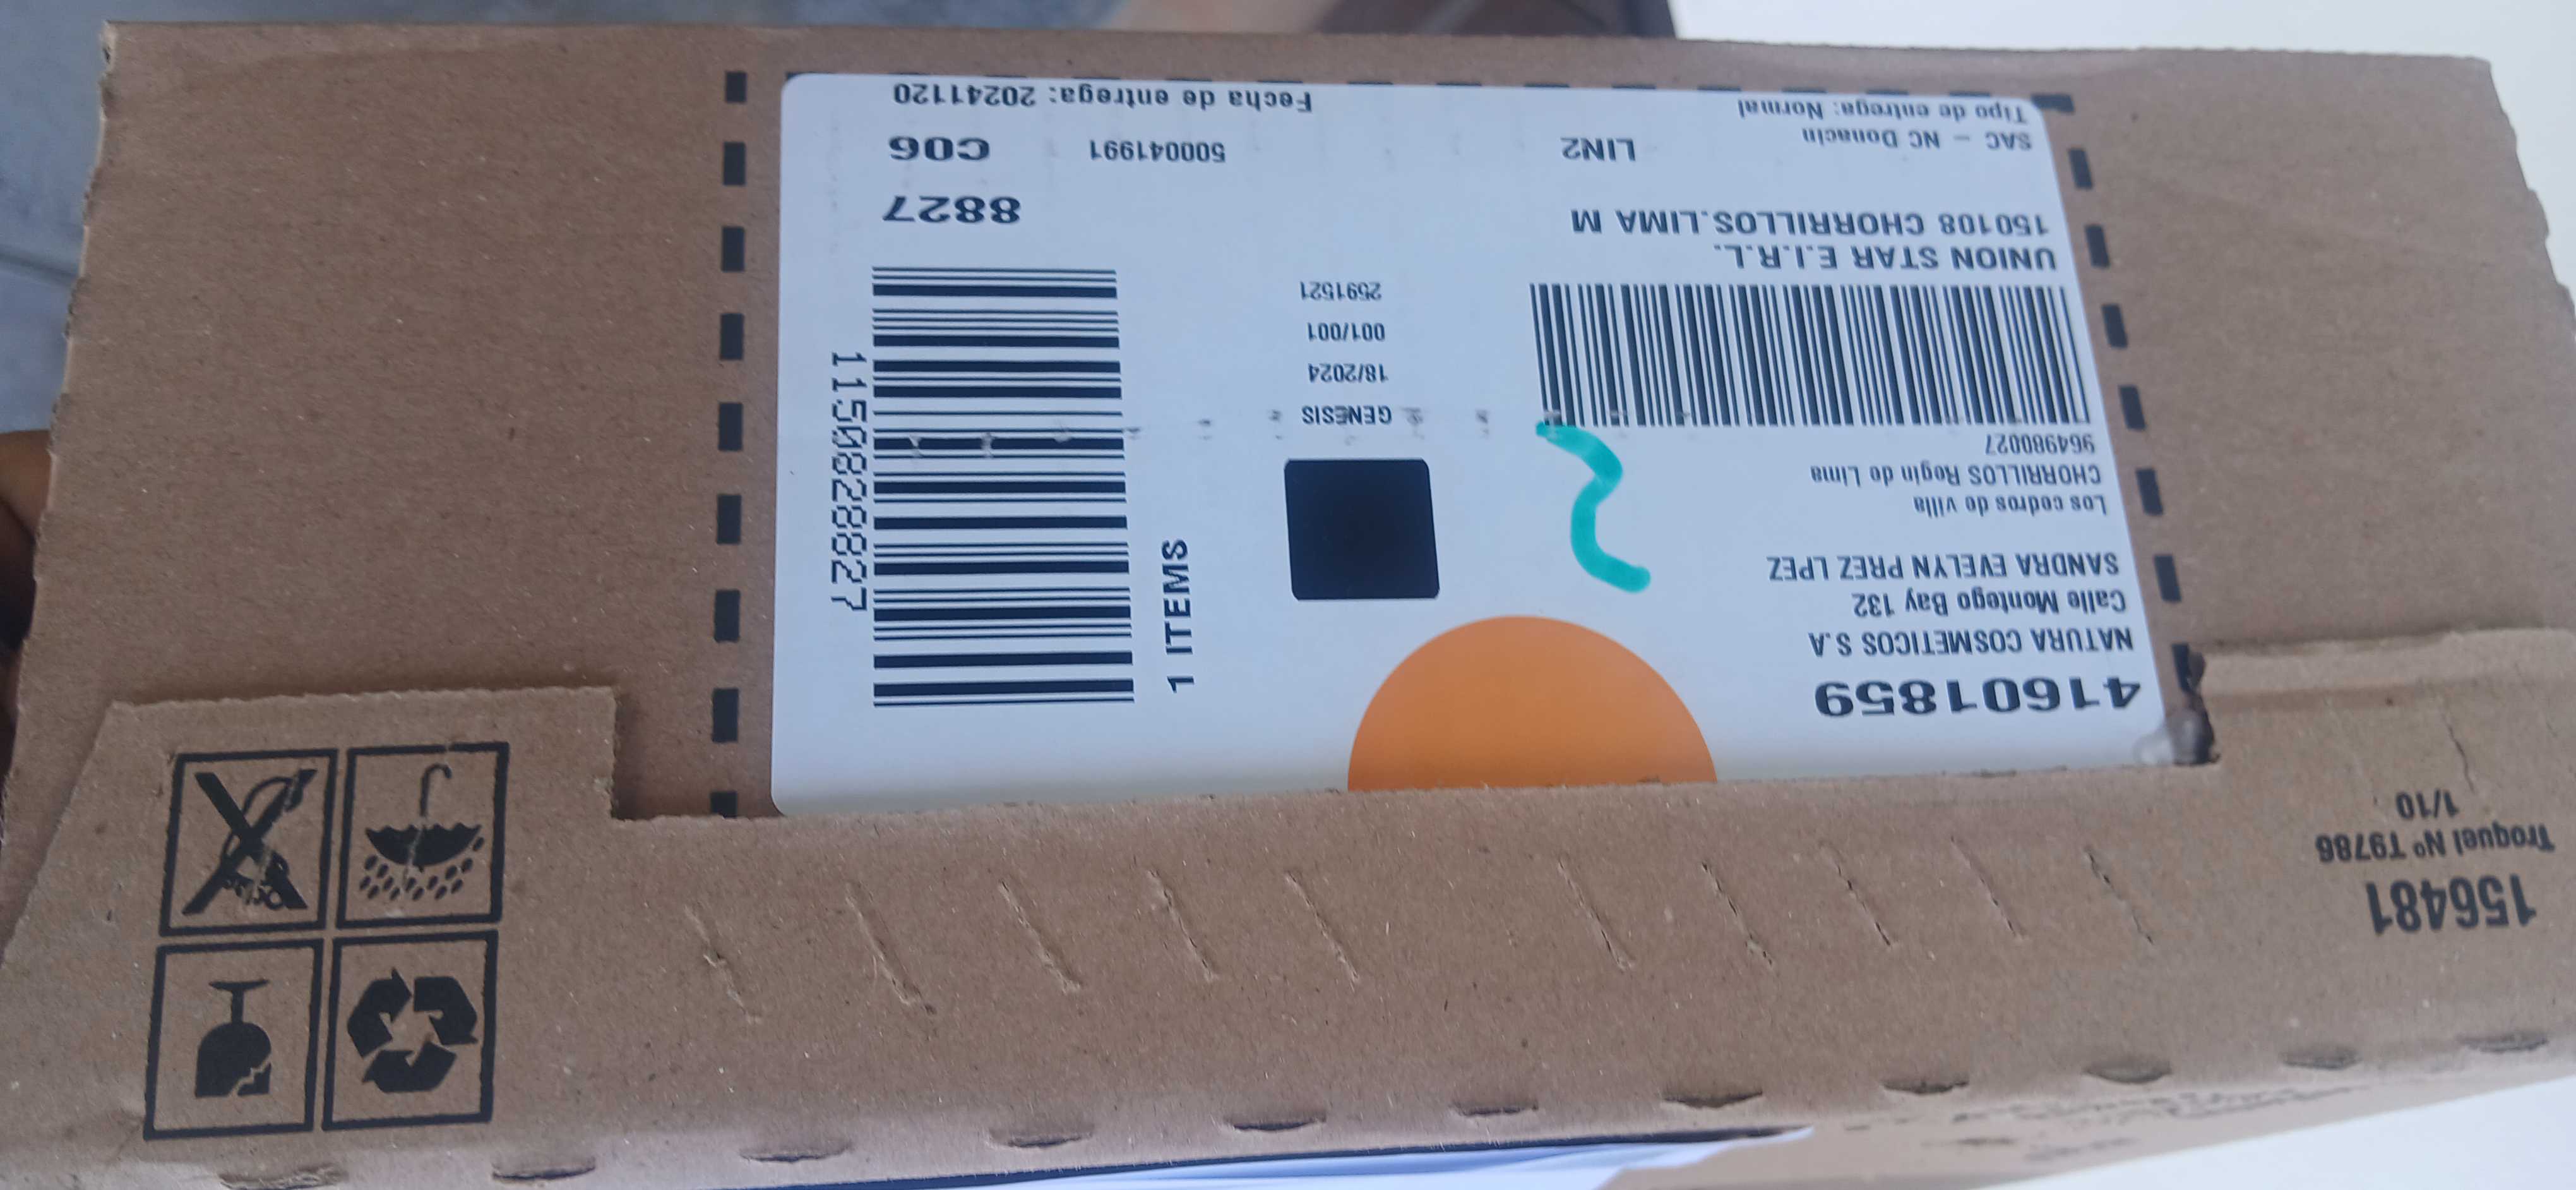 41601859
NATURA COSMETICOS S.A
Calle Montego Bay 132
SANDRA EVELYN PREZ LPEZ
Los cedros de villa
CHORRILLOS Regin de Lima
964980027
UNION STAR E.I.R.L.
150108 CHORRILLOS.LIMA M
SAC - NC Donacin
LIN2
Tipo de entrega: Normal
GENESIS
18/2024
001/001
2591521
1 ITEMS
1150828827
8827
500041991
C06
Fecha de entrega: 20241120
156481
Troquel N° T9786
1/10